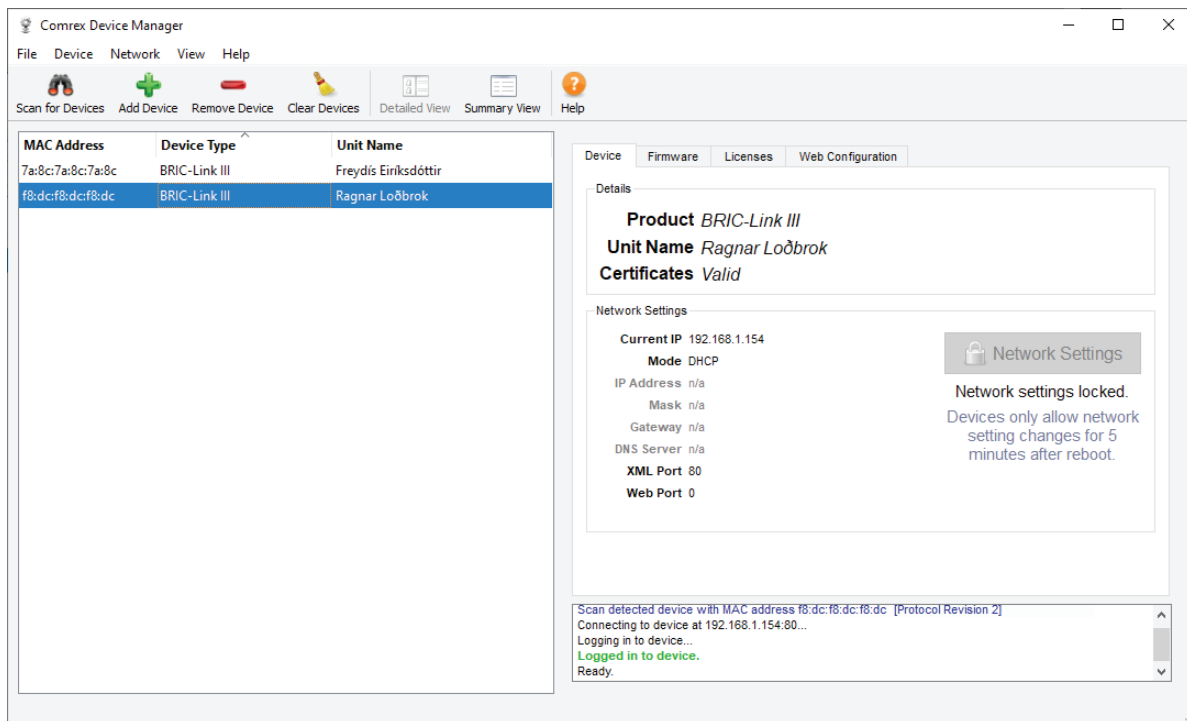 Comrex Device Manager
File Device Network View Help
Scan for Devices Add Device Remove Device Clear Devices Detailed View Summary View Help
MAC Address Device Type Unit Name
7a:8c:7a:8c:7a:8c BRIC-Link III Freydís Eiríksdóttir
f8:dc:f8:dc:f8:dc BRIC-Link III Ragnar Loðbrok
Device Firmware Licenses Web Configuration
Details
Product BRIC-Link III
Unit Name Ragnar Loðbrok
Certificates Valid
Network Settings
Current IP 192.168.1.154
Mode DHCP
IP Address n/a
Mask n/a
Gateway n/a
DNS Server n/a
XML Port 80
Web Port 0
Network Settings
Network settings locked.
Devices only allow network
setting changes for 5
minutes after reboot.
Scan detected device with MAC address f8:dc:f8:dc:f8:dc [Protocol Revision 2]
Connecting to device at 192.168.1.154:80...
Logging in to device...
Logged in to device.
Ready.